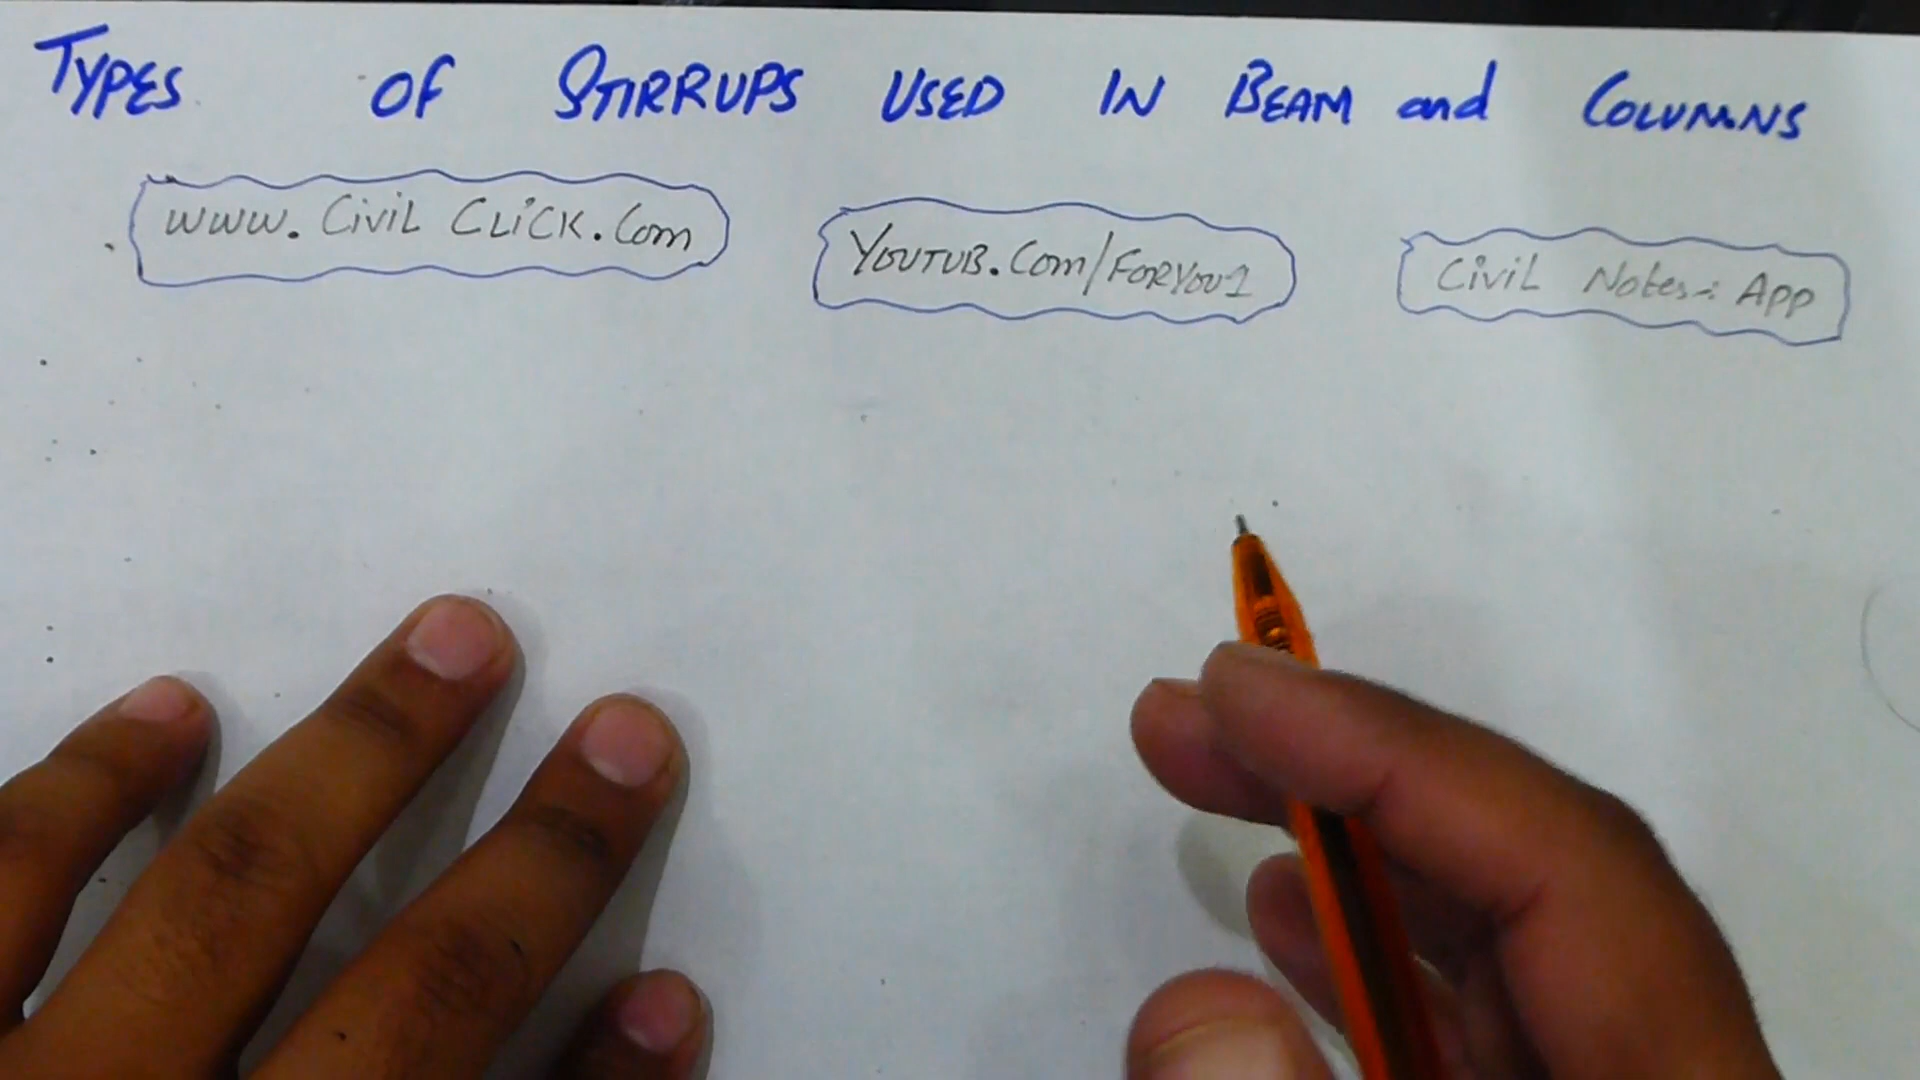 TYPES OF STIRRUPS USED IN BEAM and COLUMNS
www.CiviL CLiCK.Com
YOUTUB.Com/FORYOU1
CiviL Notes:- App